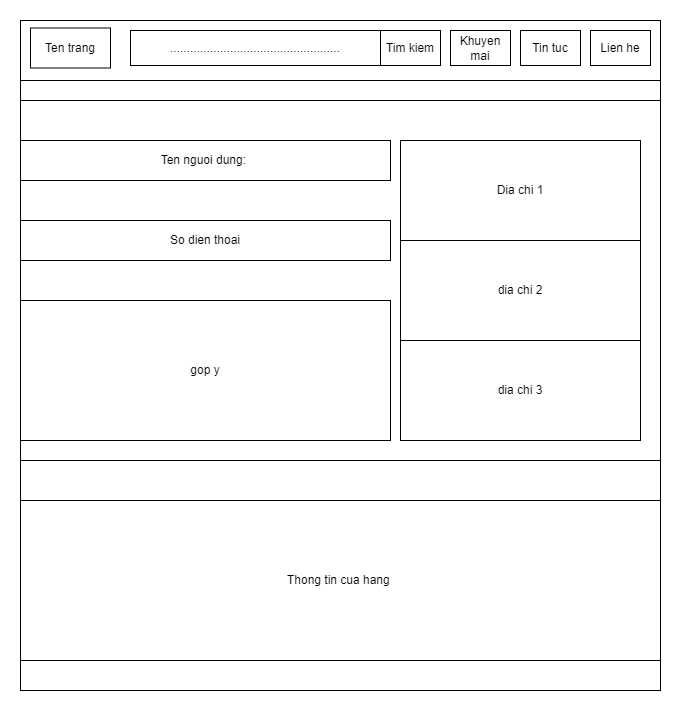 Ten trang
...................................................
Tim kiem
Khuyen
mai
Tin tuc
Lien he
Ten nguoi dung:
So dien thoai
gop y
Dia chi 1
dia chi 2
dia chi 3
Thong tin cua hang